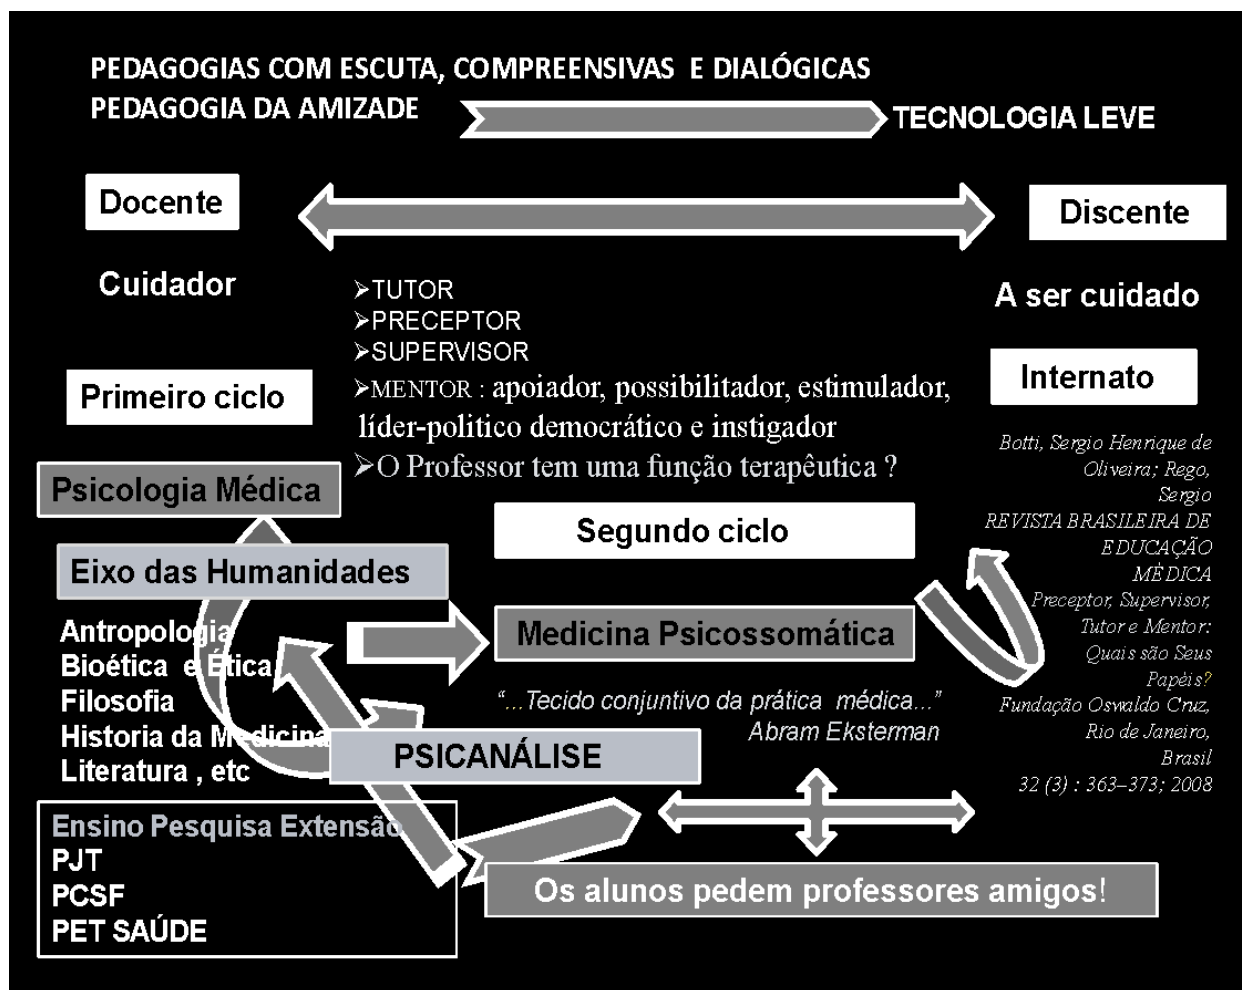 PEDAGOGIAS COM ESCUTA, COMPREENSIVAS E DIALÓGICAS
PEDAGOGIA DA AMIZADE
TECNOLOGIA LEVE
Docente
Discente
Cuidador
A ser cuidado
➢TUTOR
➢PRECEPTOR
➢SUPERVISOR
➢MENTOR : apoiador, possibilitador, estimulador,
líder-politico democrático e instigador
➢O Professor tem uma função terapêutica ?
Primeiro ciclo
Internato
Psicologia Médica
Segundo ciclo
Eixo das Humanidades
Medicina Psicossomática
Antropologia
Bioética e Ética
Filosofia
Historia da Medicina
Literatura , etc
“...Tecido conjuntivo da prática médica...”
Abram Eksterman
PSICANÁLISE
Botti, Sergio Henrique de
Oliveira; Rego,
Sergio
REVISTA BRASILEIRA DE
EDUCAÇÃO
MÉDICA
Preceptor, Supervisor,
Tutor e Mentor:
Quais são Seus
Papéis?
Fundação Oswaldo Cruz,
Rio de Janeiro,
Brasil
32 (3) : 363–373; 2008
Ensino Pesquisa Extensão
PJT
PCSF
PET SAÚDE
Os alunos pedem professores amigos!